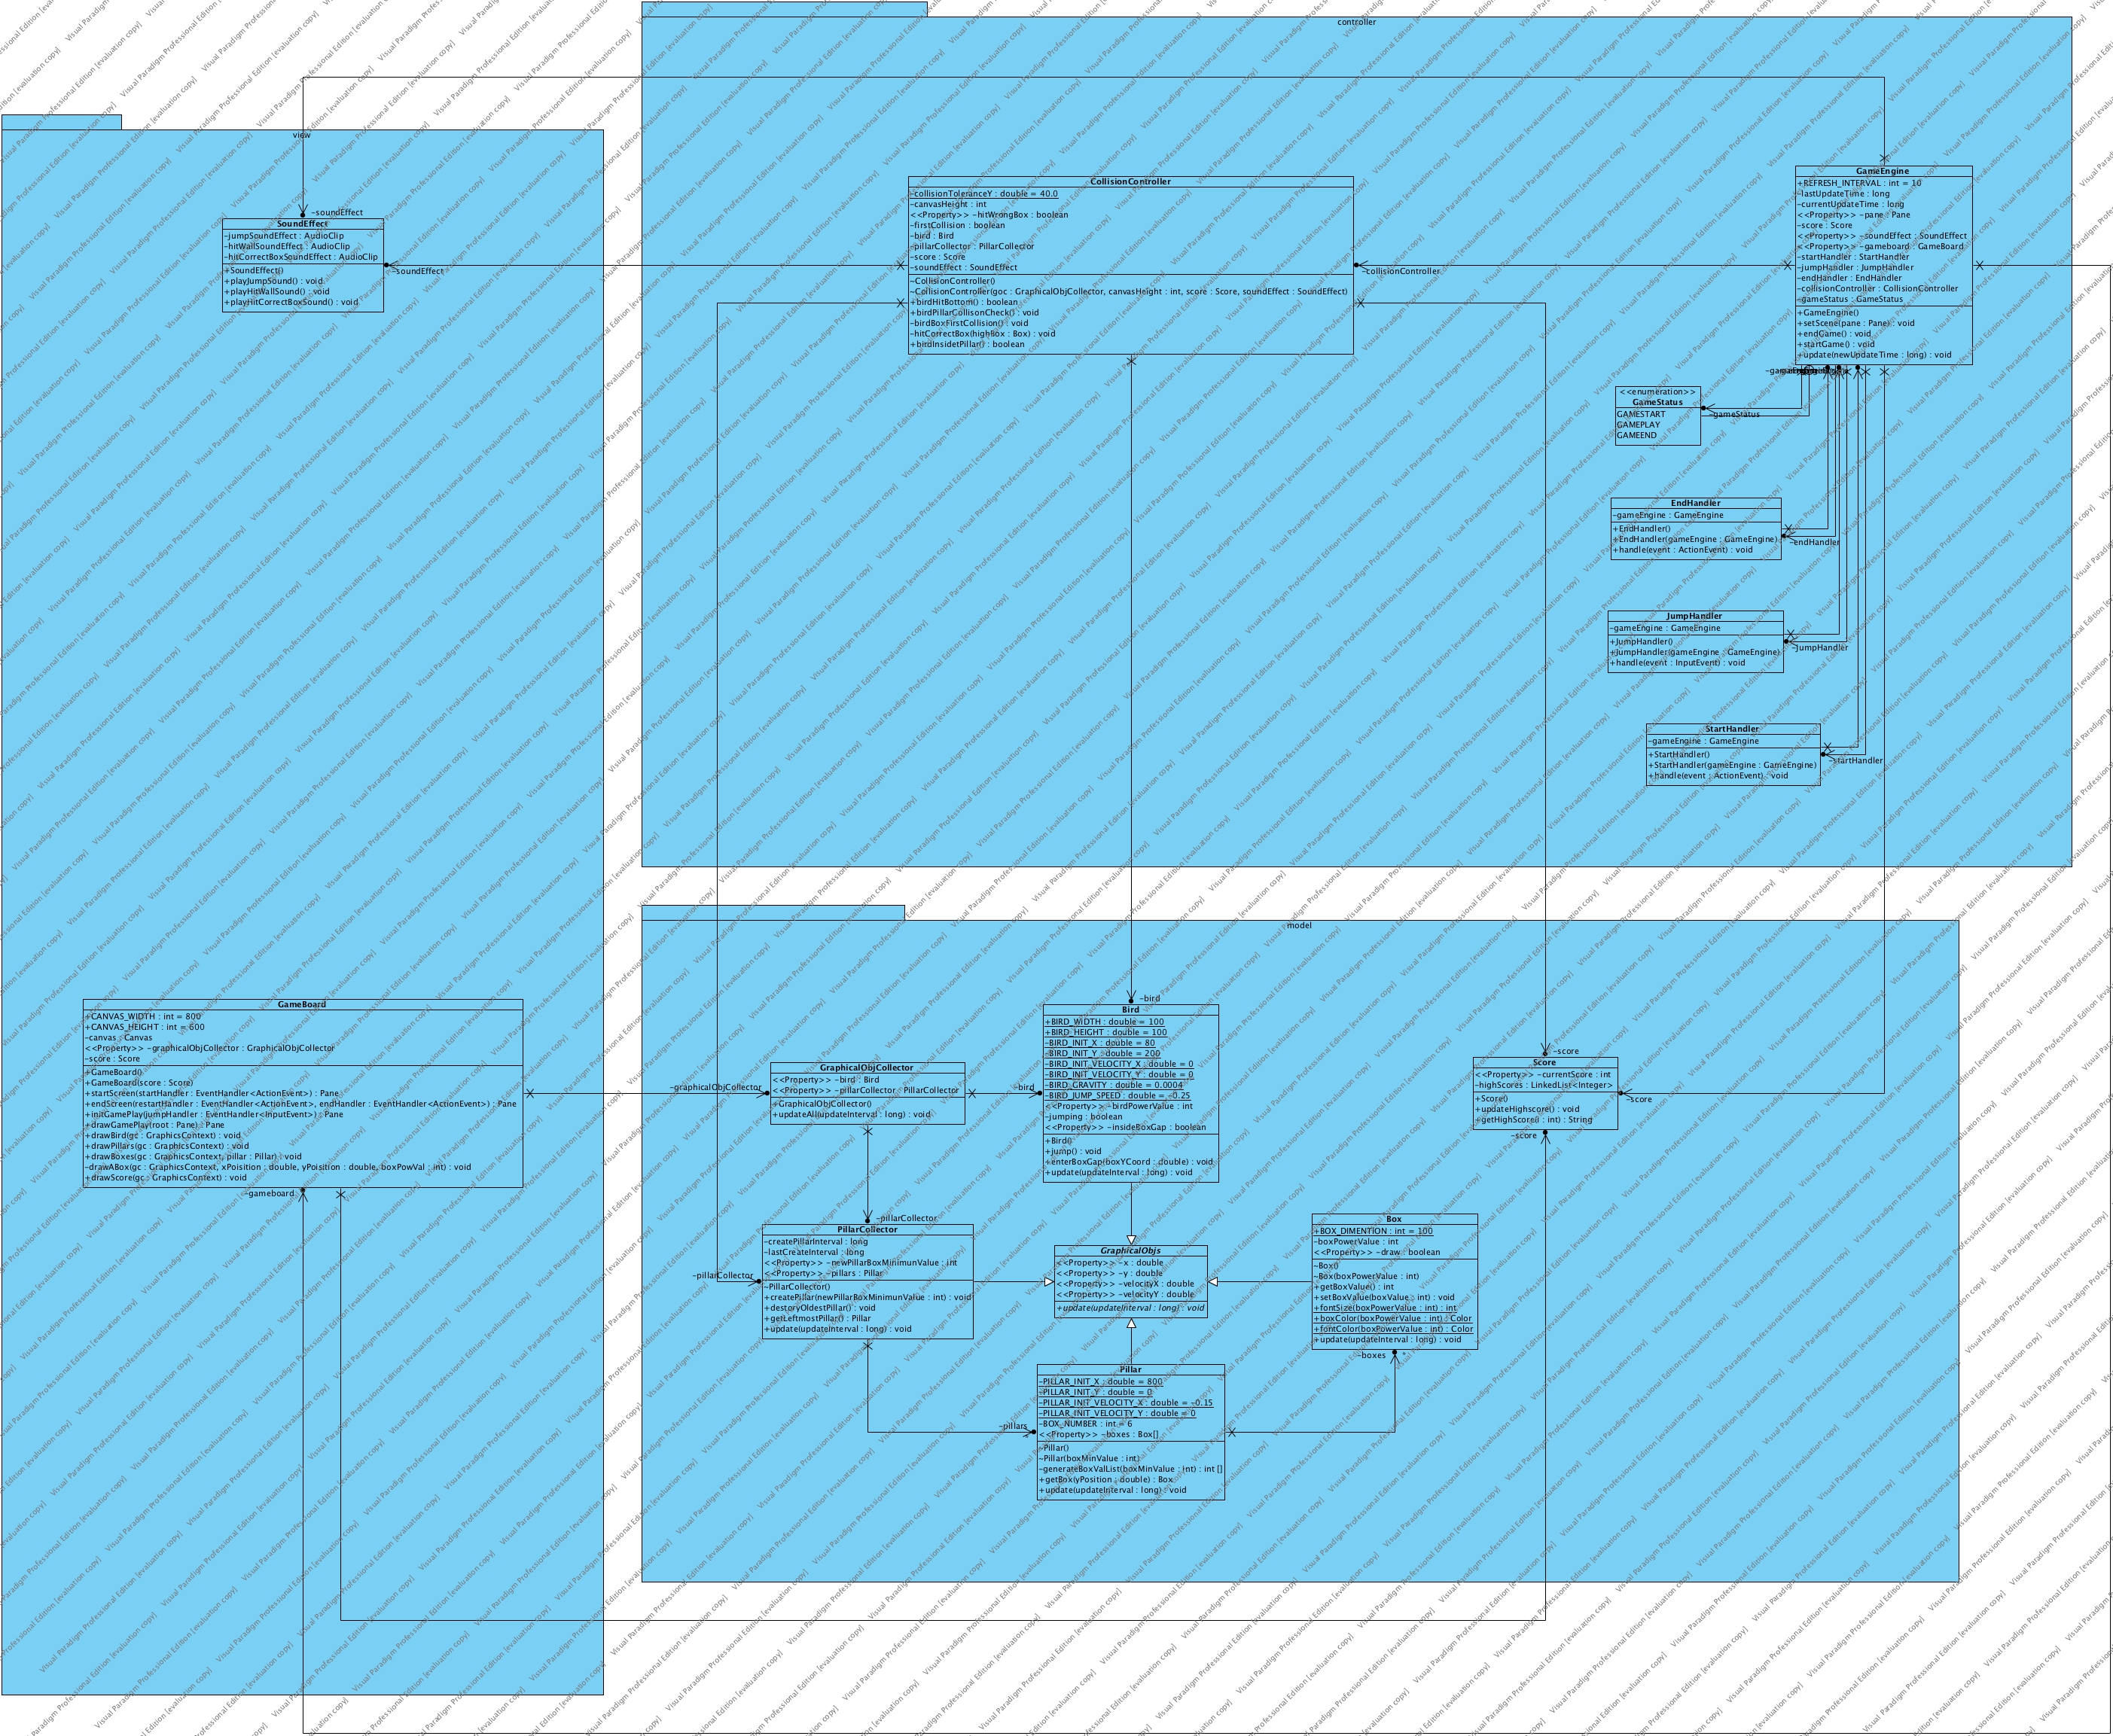 controller
view
CollisionController
-collisionToleranceY : double = 40.0
-canvasHeight : int
<<Property>> -hitWrongBox : boolean
-firstCollision : boolean
-bird : Bird
-pillarCollector : PillarCollector
-score : Score
-soundEffect : SoundEffect
~CollisionController()
~CollisionController(goc : GraphicalObjCollector, canvasHeight : int, score : Score, soundEffect : SoundEffect)
+birdHitBottom() : boolean
+birdPillarCollisonCheck() : void
-birdBoxFirstCollision() : void
-hitCorrectBox(highBox : Box) : void
+birdInsidetPillar() : boolean
GameEngine
+REFRESH_INTERVAL : int = 10
-lastUpdateTime : long
-currentUpdateTime : long
<<Property>> -pane : Pane
-score : Score
<<Property>> -soundEffect : SoundEffect
<<Property>> -gameboard : GameBoard
-startHandler : StartHandler
-jumpHandler : JumpHandler
-endHandler : EndHandler
-collisionController : CollisionController
-gameStatus : GameStatus
+GameEngine()
+setScene(pane : Pane) : void
+endGame() : void
+startGame() : void
+update(newUpdateTime : long) : void
-soundEffect
SoundEffect
-jumpSoundEffect : AudioClip
-hitWallSoundEffect : AudioClip
-hitCorrectBoxSoundEffect : AudioClip
+SoundEffect()
+playJumpSound() : void
+playHitWallSound() : void
+playHitCorrectBoxSound() : void
-soundEffect
-collisionController
<<enumeration>>
GameStatus
GAMESTART
GAMEPLAY
GAMEEND
-gameStatus
EndHandler
-gameEngine : GameEngine
+EndHandler()
+EndHandler(gameEngine : GameEngine)
+handle(event : ActionEvent) : void
-endHandler
JumpHandler
-gameEngine : GameEngine
+JumpHandler()
+JumpHandler(gameEngine : GameEngine)
+handle(event : InputEvent) : void
-jumpHandler
StartHandler
-gameEngine : GameEngine
+StartHandler()
+StartHandler(gameEngine : GameEngine)
+handle(event : ActionEvent) : void
-startHandler
model
GameBoard
+CANVAS_WIDTH : int = 800
+CANVAS_HEIGHT : int = 600
-canvas : Canvas
<<Property>> -graphicalObjCollector : GraphicalObjCollector
-score : Score
+GameBoard()
+GameBoard(score : Score)
+startScreen(startHandler : EventHandler<ActionEvent>) : Pane
+endScreen(restartHandler : EventHandler<ActionEvent>, endHandler : EventHandler<ActionEvent>) : Pane
+initGamePlay(jumpHandler : EventHandler<InputEvent>) : Pane
+drawGamePlay(root : Pane) : Pane
+drawBird(gc : GraphicsContext) : void
+drawPillars(gc : GraphicsContext) : void
+drawBoxes(gc : GraphicsContext, pillar : Pillar) : void
-drawABox(gc : GraphicsContext, xPosition : double, yPoisition : double, boxPowVal : int) : void
+drawScore(gc : GraphicsContext) : void
-gameboard
-graphicalObjCollector
GraphicalObjCollector
<<Property>> -bird : Bird
<<Property>> -pillarCollector : PillarCollector
+GraphicalObjCollector()
+updateAll(updateInterval : long) : void
-bird
-bird
Bird
+BIRD_WIDTH : double = 100
+BIRD_HEIGHT : double = 100
-BIRD_INIT_X : double = 80
-BIRD_INIT_Y : double = 200
-BIRD_INIT_VELOCITY_X : double = 0
-BIRD_INIT_VELOCITY_Y : double = 0
-BIRD_GRAVITY : double = 0.0004
-BIRD_JUMP_SPEED : double = -0.25
<<Property>> -birdPowerValue : int
-jumping : boolean
<<Property>> -insideBoxGap : boolean
+Bird()
+jump() : void
+enterBoxGap(boxYCoord : double) : void
+update(updateInterval : long) : void
-score
Score
<<Property>> -currentScore : int
-highScores : LinkedList<Integer>
+Score()
+updateHighscore() : void
+getHighScore(i : int) : String
-score
-score
-pillarCollector
-pillarCollector
PillarCollector
-createPillarInterval : long
-lastCreateInterval : long
<<Property>> -newPillarBoxMinimunValue : int
<<Property>> -pillars : Pillar
~PillarCollector()
+createPillar(newPillarBoxMinimunValue : int) : void
+destoryOldestPillar() : void
+getLeftmostPillar() : Pillar
+update(updateInterval : long) : void
GraphicalObjs
<<Property>> -x : double
<<Property>> -y : double
<<Property>> -velocityX : double
<<Property>> -velocityY : double
+update(updateInterval : long) : void
Box
+BOX_DIMENTION : int = 100
-boxPowerValue : int
<<Property>> -draw : boolean
~Box()
~Box(boxPowerValue : int)
+getBoxValue() : int
+setBoxValue(boxValue : int) : void
+fontSize(boxPowerValue : int) : int
+boxColor(boxPowerValue : int) : Color
+fontColor(boxPowerValue : int) : Color
+update(updateInterval : long) : void
-boxes *
-pillars
Pillar
-PILLAR_INIT_X : double = 800
-PILLAR_INIT_Y : double = 0
-PILLAR_INIT_VELOCITY_X : double = -0.15
-PILLAR_INIT_VELOCITY_Y : double = 0
-BOX_NUMBER : int = 6
<<Property>> -boxes : Box[]
~Pillar()
~Pillar(boxMinValue : int)
-generateBoxValList(boxMinValue : int) : int []
+getBox(yPosition : double) : Box
+update(updateInterval : long) : void
Visual Paradigm Professional Edition [evaluation copy]